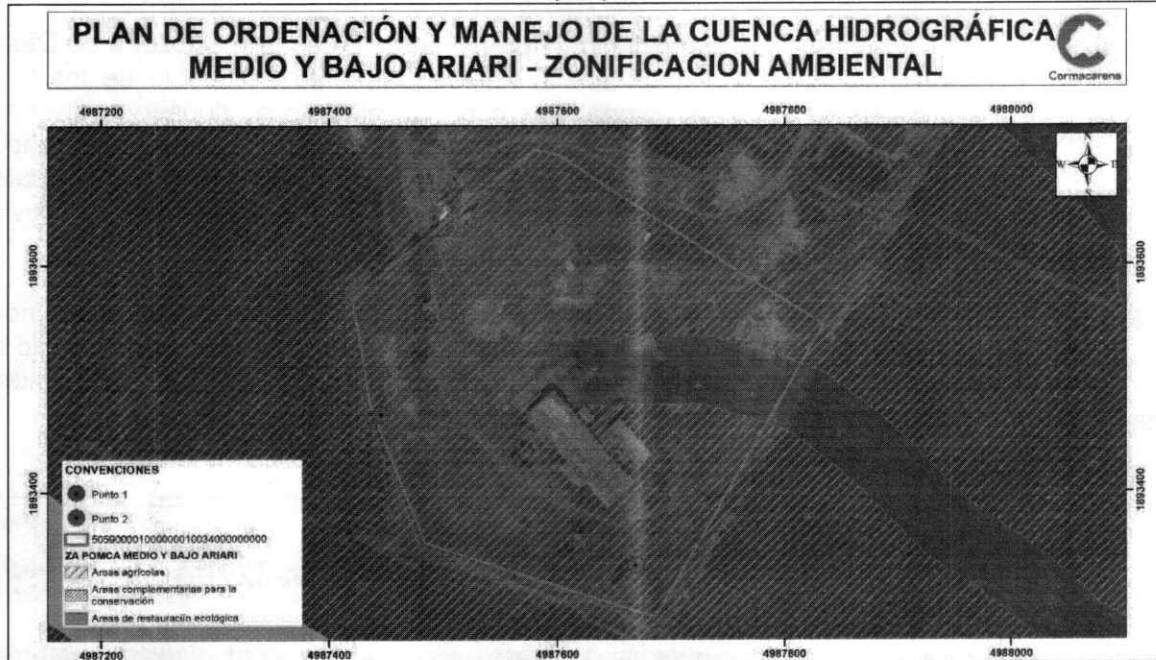 PLAN DE ORDENACIÓN Y MANEJO DE LA CUENCA HIDROGRÁFICA
MEDIO Y BAJO ARIARI - ZONIFICACION AMBIENTAL
Cormacarena
4987200 4987400 4987600 4987800 4988000
N
W E
S
1893600 1893600
1893400 1893400
CONVENCIONES
Punto 1
Punto 2
ZA POMCA MEDIO Y BAJO ARIARI
Areas agrícolas
Areas complementarias para la
conservación
Areas de restauración ecológica
4987200 4987400 4987600 4987800 4988000